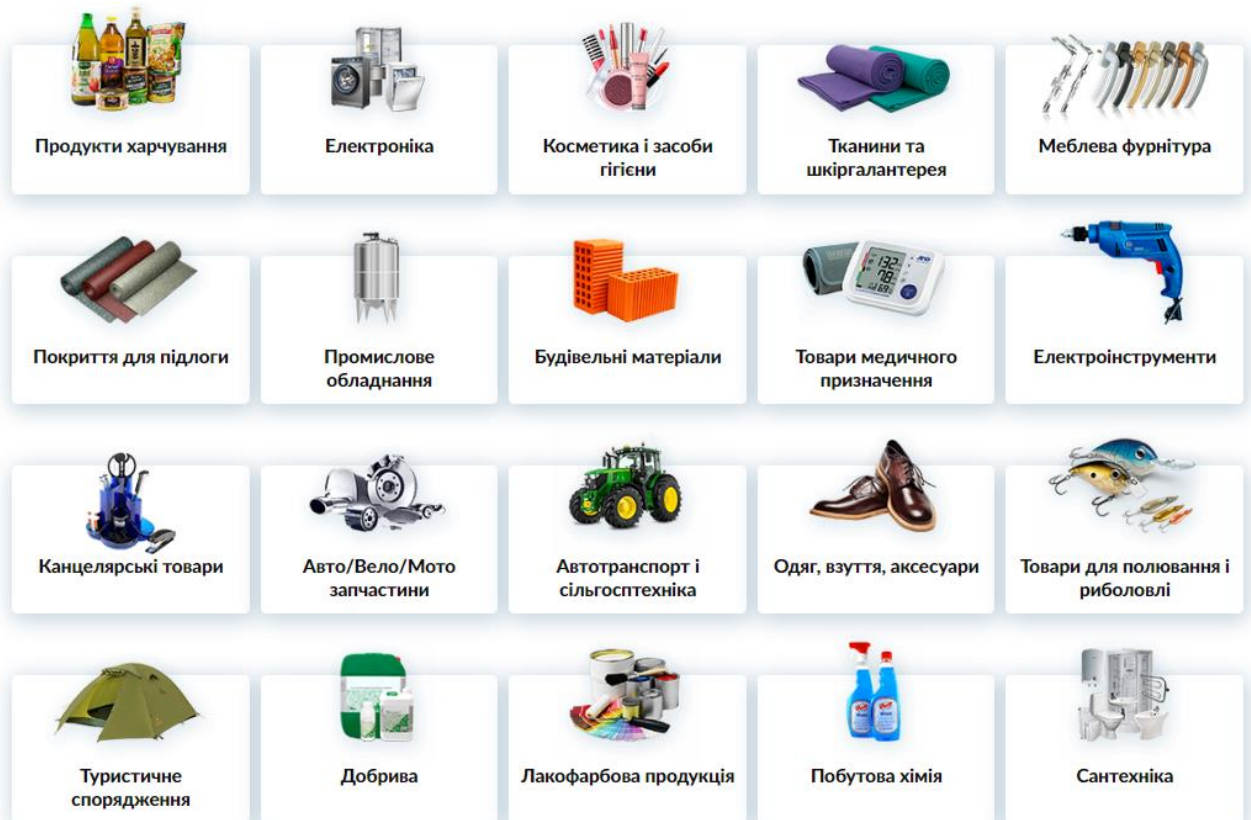 Продукти харчування
Електроніка
Косметика і засоби
гігієни
Тканини та
шкіргалантерея
Меблева фурнітура
Покриття для підлоги
Промислове
обладнання
Будівельні матеріали
Товари медичного
призначення
Електроінструменти
Канцелярські товари
Авто/Вело/Мото
запчастини
Автотранспорт і
сільгосптехніка
Одяг, взуття, аксесуари
Товари для полювання і
риболовлі
Туристичне
спорядження
Добрива
Лакофарбова продукція
Побутова хімія
Сантехніка